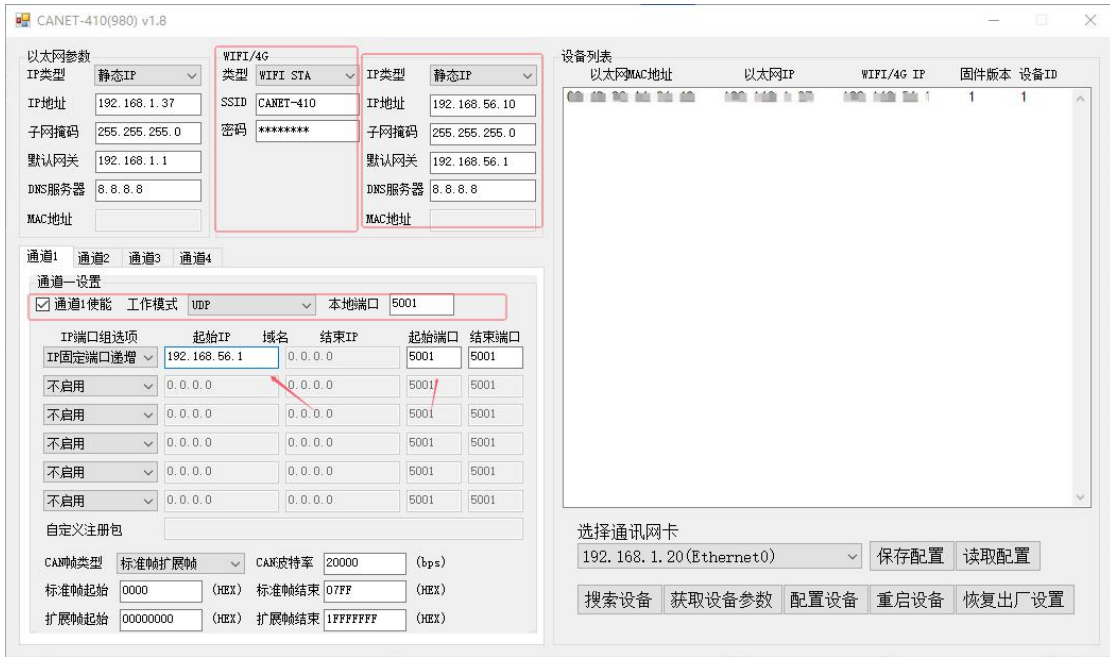 CANET-410(980) v1.8
以太网参数
IP类型 静态IP
IP地址 192.168.1.37
子网掩码 255.255.255.0
默认网关 192.168.1.1
DNS服务器 8.8.8.8
MAC地址
WIFI/4G
类型 WIFI STA
SSID CANET-410
密码 ********
IP类型 静态IP
IP地址 192.168.56.10
子网掩码 255.255.255.0
默认网关 192.168.56.1
DNS服务器 8.8.8.8
MAC地址
通道1 通道2 通道3 通道4
通道一设置
通道1使能 工作模式 UDP 本地端口 5001
IP端口组选项 起始IP 域名 结束IP 起始端口 结束端口
IP固定端口递增 192.168.56.1 0.0.0.0 5001 5001
不启用 0.0.0.0 0.0.0.0 5001 5001
不启用 0.0.0.0 0.0.0.0 5001 5001
不启用 0.0.0.0 0.0.0.0 5001 5001
不启用 0.0.0.0 0.0.0.0 5001 5001
不启用 0.0.0.0 0.0.0.0 5001 5001
自定义注册包
CAN帧类型 标准帧扩展帧 CAN波特率 20000 (bps)
标准帧起始 0000 (HEX) 标准帧结束 07FF (HEX)
扩展帧起始 00000000 (HEX) 扩展帧结束 1FFFFFFF (HEX)
设备列表
以太网MAC地址 以太网IP WIFI/4G IP 固件版本 设备ID
1 1
选择通讯网卡
192.168.1.20(Ethernet0) 保存配置 读取配置
搜索设备 获取设备参数 配置设备 重启设备 恢复出厂设置